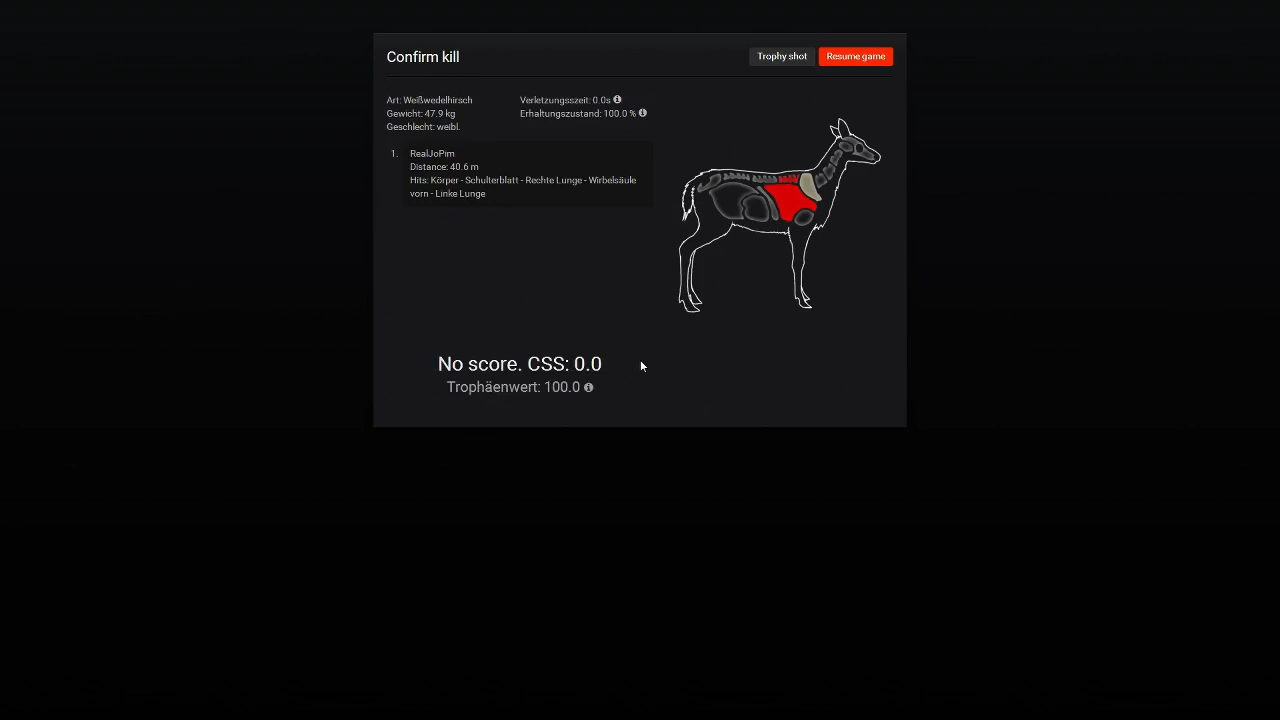 Confirm kill
Trophy shot
Resume game
Art: Weißwedelhirsch
Gewicht: 47.9 kg
Geschlecht: weibl.
Verletzungsszeit: 0.0s
Erhaltungszustand: 100.0 %
1. RealJoPim
Distance: 40.6 m
Hits: Körper - Schulterblatt - Rechte Lunge - Wirbelsäule
vorn - Linke Lunge
No score. CSS: 0.0
Trophäenwert: 100.0